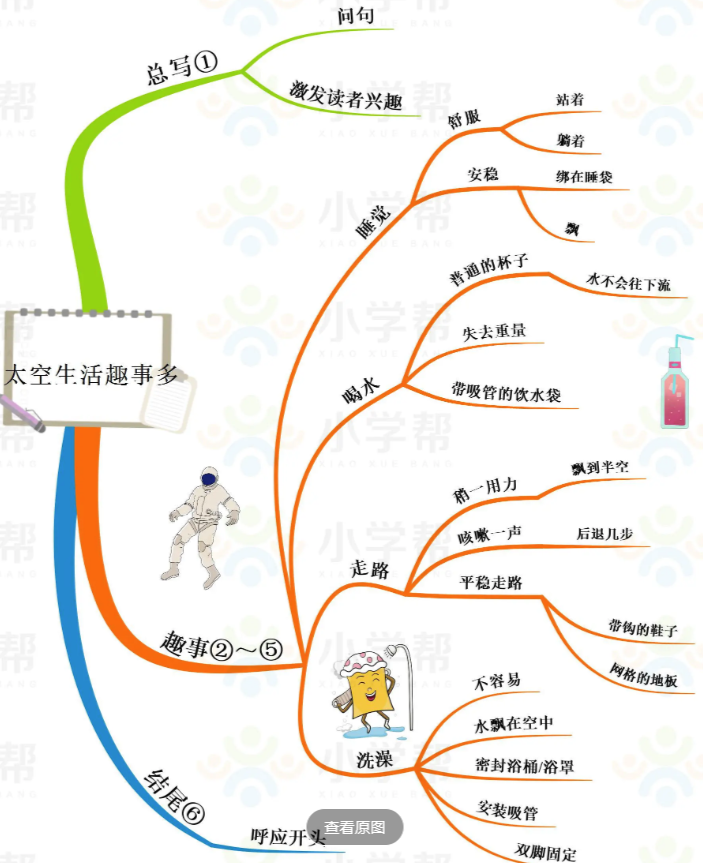 太空生活趣事多
总写①
问句
激发读者兴趣
趣事②～⑤
睡觉
舒服
站着
躺着
安稳
绑在睡袋
飘
喝水
普通的杯子
水不会往下流
失去重量
带吸管的饮水袋
走路
稍一用力
飘到半空
咳嗽一声
后退几步
平稳走路
带钩的鞋子
网格的地板
洗澡
不容易
水飘在空中
密封浴桶/浴罩
安装吸管
双脚固定
结尾⑥
呼应开头
查看原图
小学帮
XIAO XUE BANG